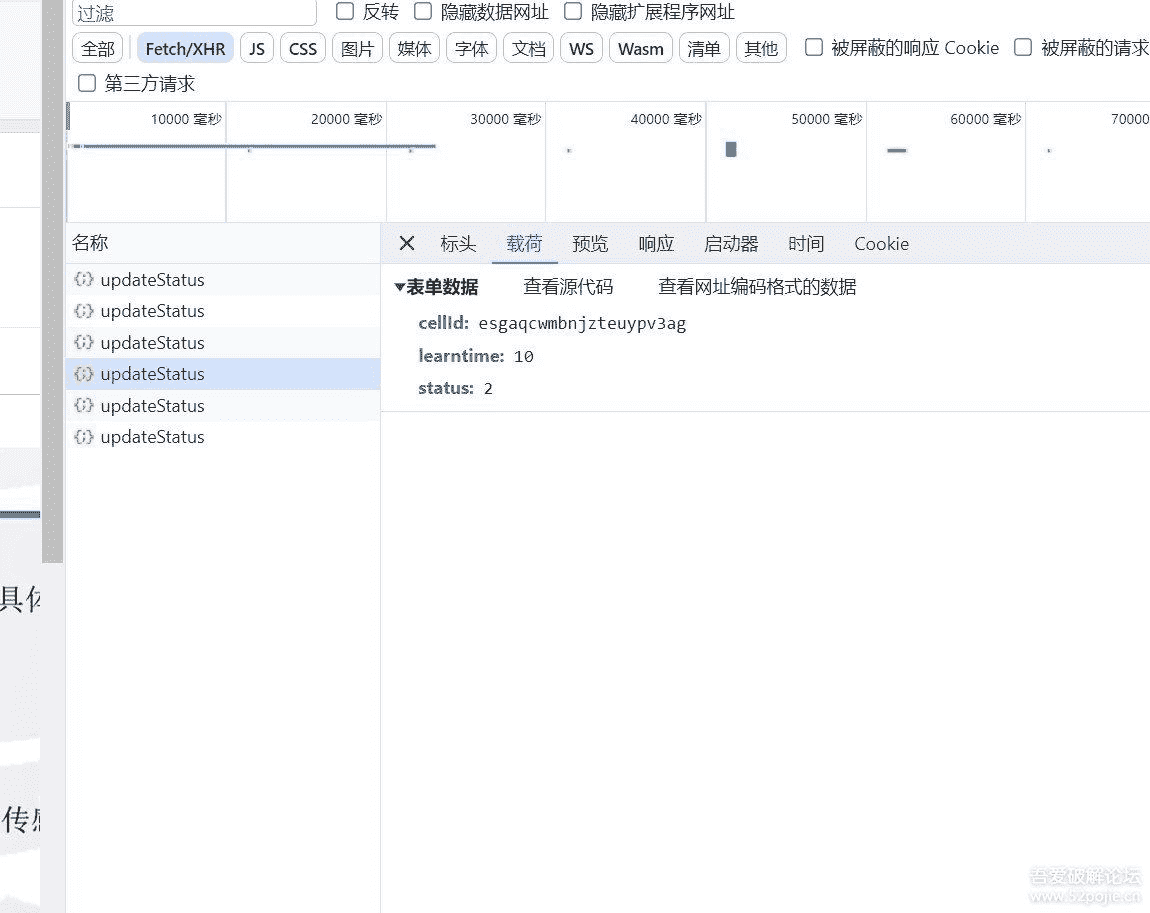 过滤
反转
隐藏数据网址
隐藏扩展程序网址
全部
Fetch/XHR
JS
CSS
图片
媒体
字体
文档
WS
Wasm
清单
其他
被屏蔽的响应 Cookie
被屏蔽的请求
第三方请求
10000 毫秒
20000 毫秒
30000 毫秒
40000 毫秒
50000 毫秒
60000 毫秒
70000
名称
标头
载荷
预览
响应
启动器
时间
Cookie
updateStatus
updateStatus
updateStatus
updateStatus
updateStatus
updateStatus
▼表单数据
查看源代码
查看网址编码格式的数据
cellId: esgaqcwmbnjzteuypv3ag
learntime: 10
status: 2
具体
传感
吾爱破解论坛
www.52pojie.cn